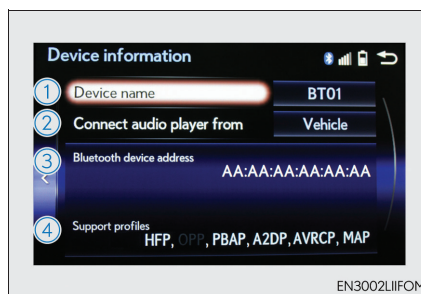 Device information
1 Device name BT01
2 Connect audio player from Vehicle
3 Bluetooth device address
AA:AA:AA:AA:AA:AA
4 Support profiles
HFP, OPP, PBAP, A2DP, AVRCP, MAP
EN3002LIIFOM